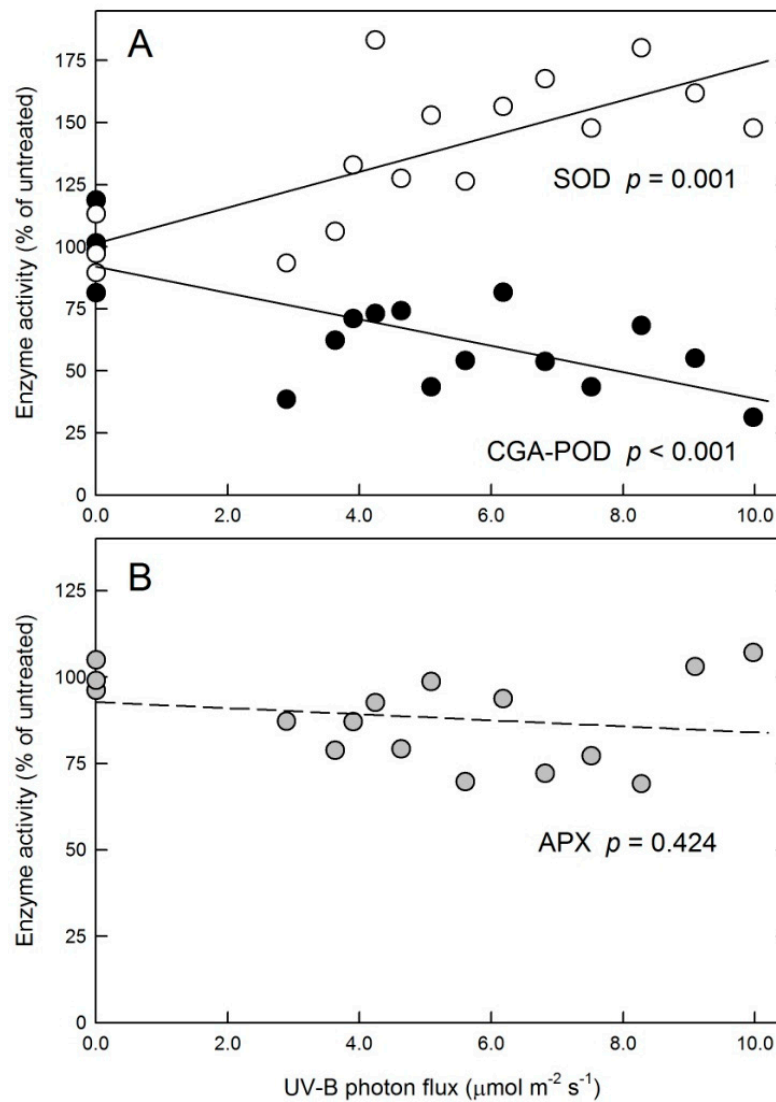 A
Enzyme activity (% of untreated)
175
150
125
100
75
50
25
0
SOD p = 0.001
CGA-POD p < 0.001
0.0 2.0 4.0 6.0 8.0 10.0
B
Enzyme activity (% of untreated)
125
100
75
50
25
0
APX p = 0.424
0.0 2.0 4.0 6.0 8.0 10.0
UV-B photon flux (μmol m⁻² s⁻¹)